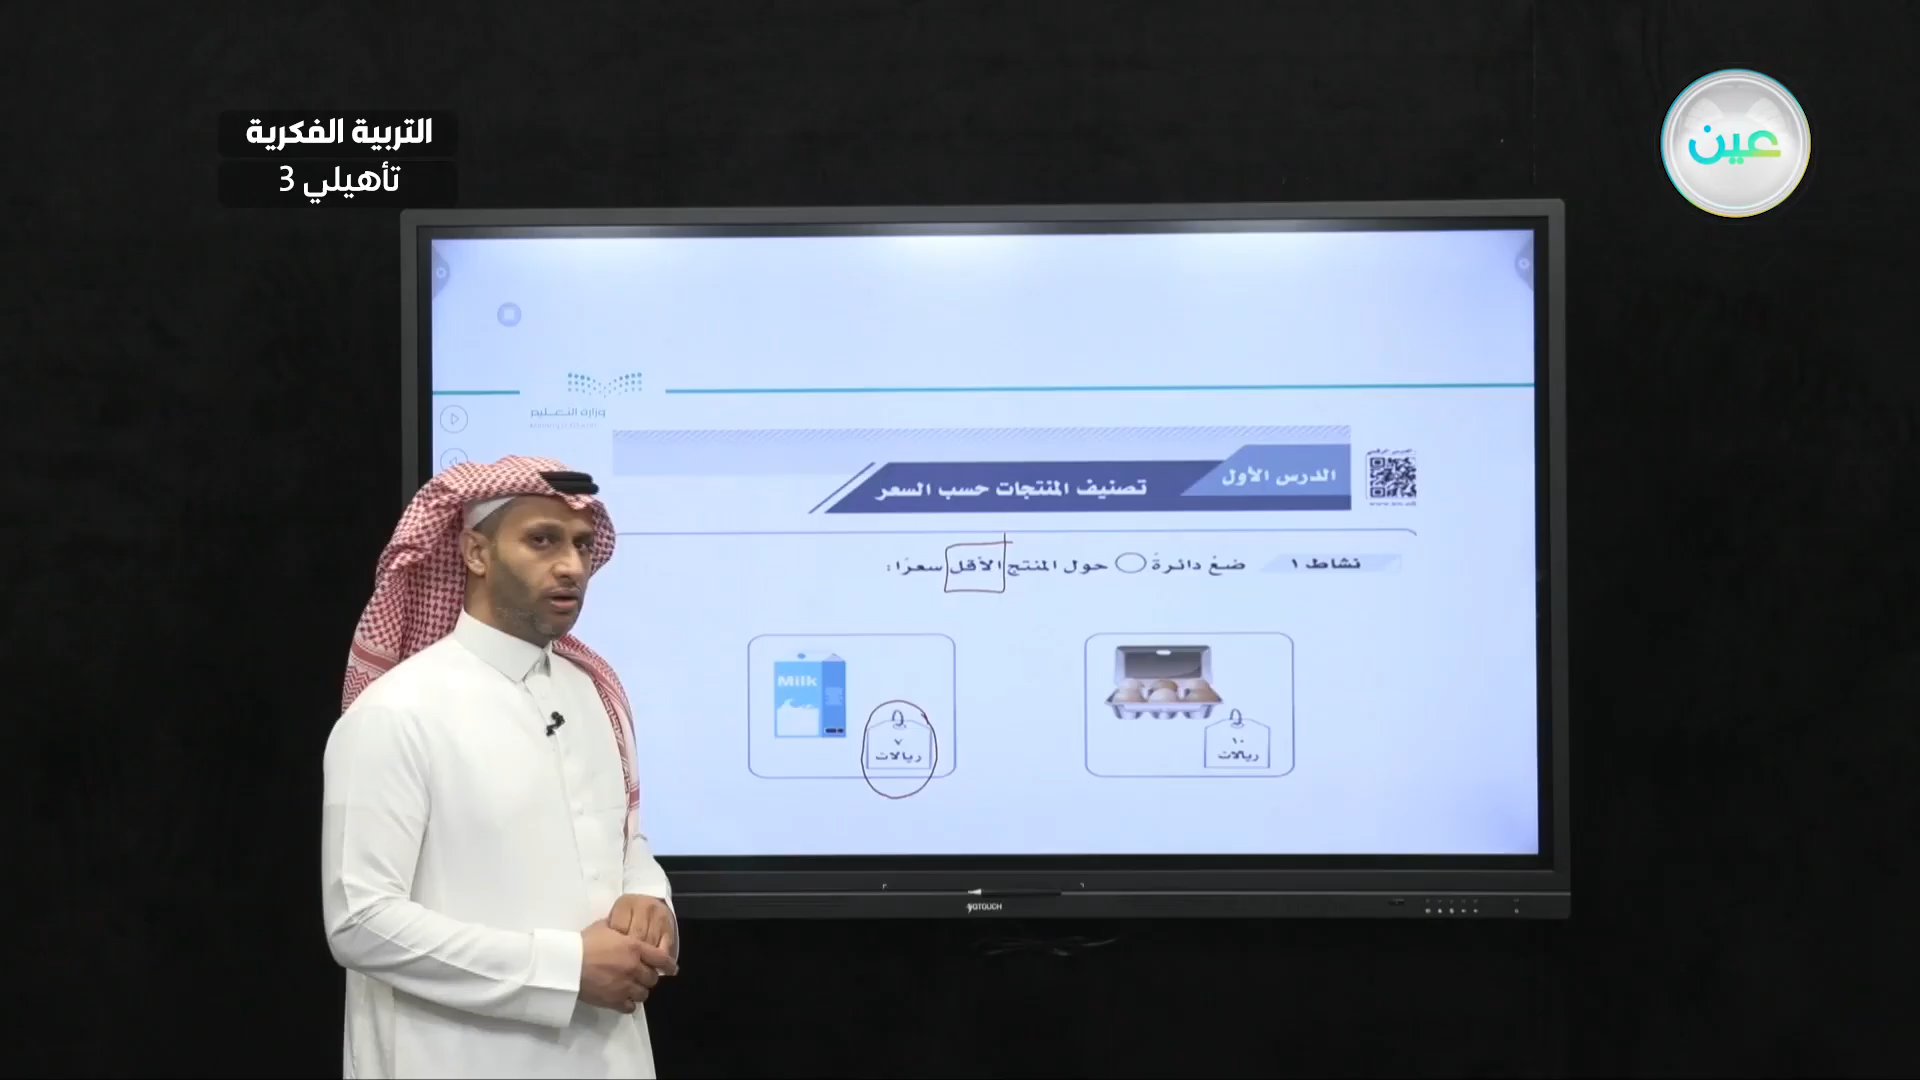 التربية الفكرية
تأهيلي 3
عين
وزارة التعليم
الدرس الأول
تصنيف المنتجات حسب السعر
نشاط ١ ضعْ دائرةً حول المنتج الأقل سعرًا:
Milk
٧
ريالات
١٠
ريالات